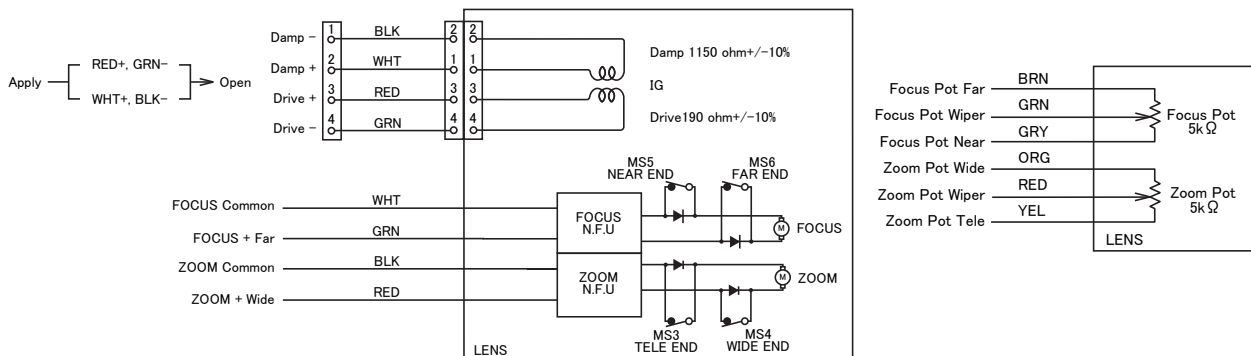 Damp − 1 BLK 2 2
Damp + 2 WHT 1 1
Drive + 3 RED 3 3
Drive − 4 GRN 4 4
Apply
RED+, GRN−
WHT+, BLK−
Open
Damp 1150 ohm+/−10%
IG
Drive190 ohm+/−10%
MS5
NEAR END
MS6
FAR END
FOCUS Common WHT
FOCUS + Far GRN
ZOOM Common BLK
ZOOM + Wide RED
FOCUS
N.F.U
ZOOM
N.F.U
M FOCUS
M ZOOM
MS3
TELE END
MS4
WIDE END
LENS
Focus Pot Far BRN
Focus Pot Wiper GRN
Focus Pot Near GRY
Zoom Pot Wide ORG
Zoom Pot Wiper RED
Zoom Pot Tele YEL
Focus Pot
5kΩ
Zoom Pot
5kΩ
LENS